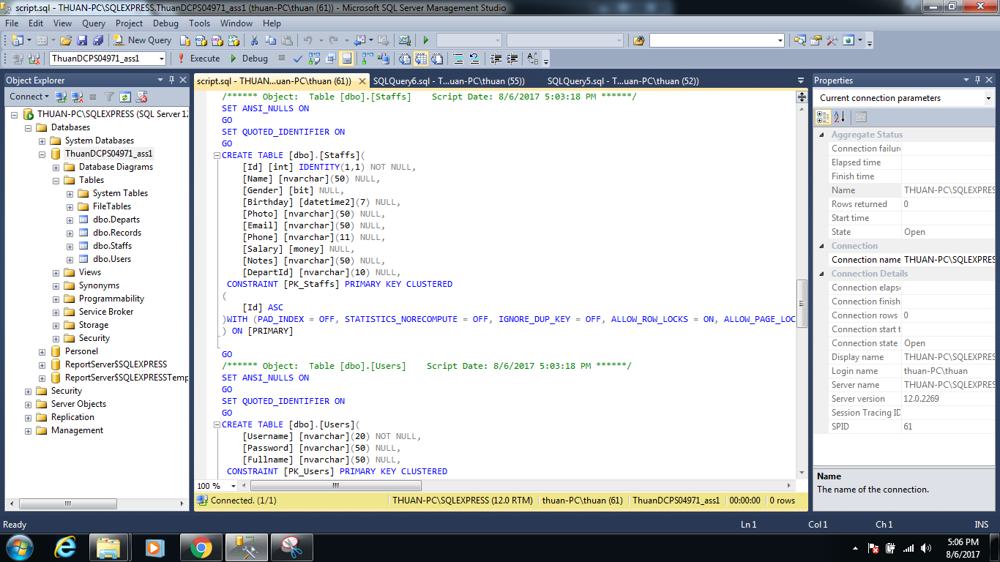 script.sql - THUAN-PC\SQLEXPRESS.ThuanDCPS04971_ass1 (thuan-PC\thuan (61)) - Microsoft SQL Server Management Studio
File Edit View Query Project Debug Tools Window Help
New Query
ThuanDCPS04971_ass1 Execute Debug
Object Explorer
Connect
THUAN-PC\SQLEXPRESS (SQL Server 12
Databases
System Databases
ThuanDCPS04971_ass1
Database Diagrams
Tables
System Tables
FileTables
dbo.Departs
dbo.Records
dbo.Staffs
dbo.Users
Views
Synonyms
Programmability
Service Broker
Storage
Security
Personel
ReportServer$SQLEXPRESS
ReportServer$SQLEXPRESSTemp
Security
Server Objects
Replication
Management
script.sql - THUAN...uan-PC\thuan (61)) SQLQuery6.sql - T...uan-PC\thuan (55)) SQLQuery5.sql - T...uan-PC\thuan (52))
/****** Object:  Table [dbo].[Staffs]    Script Date: 8/6/2017 5:03:18 PM ******/
SET ANSI_NULLS ON
GO
SET QUOTED_IDENTIFIER ON
GO
CREATE TABLE [dbo].[Staffs](
[Id] [int] IDENTITY(1,1) NOT NULL,
[Name] [nvarchar](50) NULL,
[Gender] [bit] NULL,
[Birthday] [datetime2](7) NULL,
[Photo] [nvarchar](50) NULL,
[Email] [nvarchar](50) NULL,
[Phone] [nvarchar](11) NULL,
[Salary] [money] NULL,
[Notes] [nvarchar](50) NULL,
[DepartId] [nvarchar](10) NULL,
CONSTRAINT [PK_Staffs] PRIMARY KEY CLUSTERED
(
[Id] ASC
)WITH (PAD_INDEX = OFF, STATISTICS_NORECOMPUTE = OFF, IGNORE_DUP_KEY = OFF, ALLOW_ROW_LOCKS = ON, ALLOW_PAGE_LOC
) ON [PRIMARY]
GO
/****** Object:  Table [dbo].[Users]    Script Date: 8/6/2017 5:03:18 PM ******/
SET ANSI_NULLS ON
GO
SET QUOTED_IDENTIFIER ON
GO
CREATE TABLE [dbo].[Users](
[Username] [nvarchar](20) NOT NULL,
[Password] [nvarchar](50) NULL,
[Fullname] [nvarchar](50) NULL,
CONSTRAINT [PK_Users] PRIMARY KEY CLUSTERED
100 %
Connected. (1/1) THUAN-PC\SQLEXPRESS (12.0 RTM) thuan-PC\thuan (61) ThuanDCPS04971_ass1 00:00:00 0 rows
Properties
Current connection parameters
Aggregate Status
Connection failure
Elapsed time
Finish time
Name THUAN-PC\SQLEXPRES
Rows returned 0
Start time
State Open
Connection
Connection name THUAN-PC\SQLEXPRES
Connection Details
Connection elaps
Connection finish
Connection rows 0
Connection start t
Connection state Open
Display name THUAN-PC\SQLEXPRES
Login name thuan-PC\thuan
Server name THUAN-PC\SQLEXPRES
Server version 12.0.2269
Session Tracing ID
SPID 61
Name
The name of the connection.
Ready Ln 1 Col 1 Ch 1 INS
5:06 PM
8/6/2017